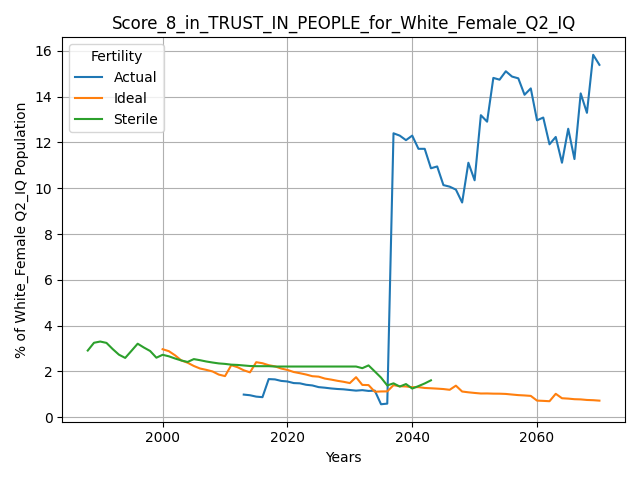 Score_8_in_TRUST_IN_PEOPLE_for_White_Female_Q2_IQ
Fertility
Actual
Ideal
Sterile
% of White_Female Q2_IQ Population
16
14
12
10
8
6
4
2
0
2000
2020
2040
2060
Years